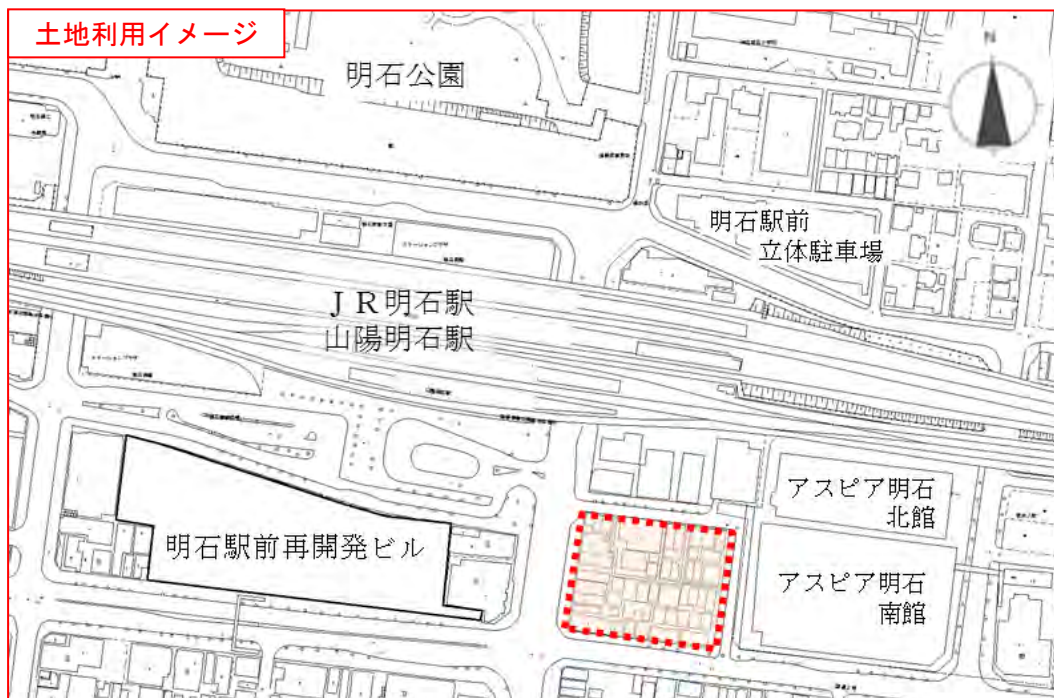 土地利用イメージ
N
明石公園
明石駅前
立体駐車場
ＪＲ明石駅
山陽明石駅
アスピア明石
北館
明石駅前再開発ビル
アスピア明石
南館